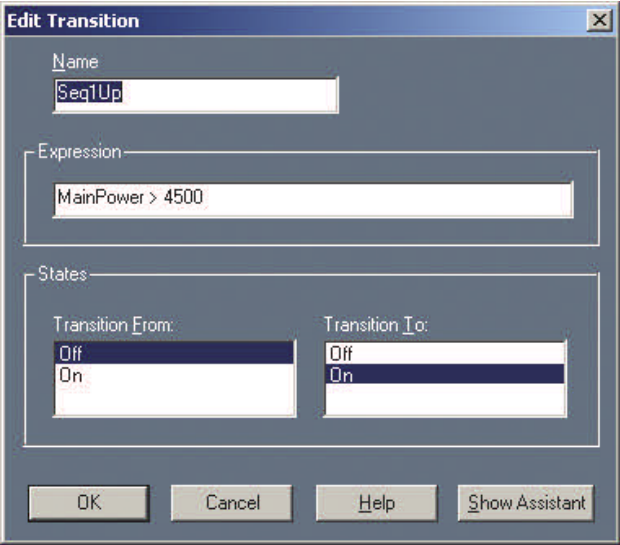 Edit Transition
Name
Seq1Up
Expression
MainPower > 4500
States
Transition From:
Transition To:
Off
On
Off
On
OK
Cancel
Help
Show Assistant